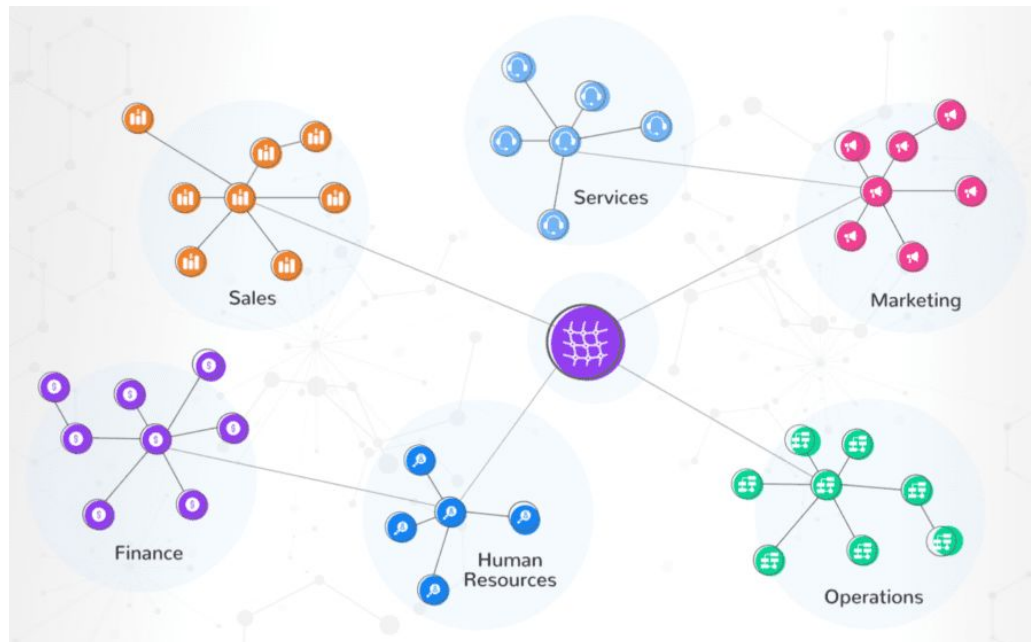 Services
Sales
Marketing
Finance
Human
Resources
Operations